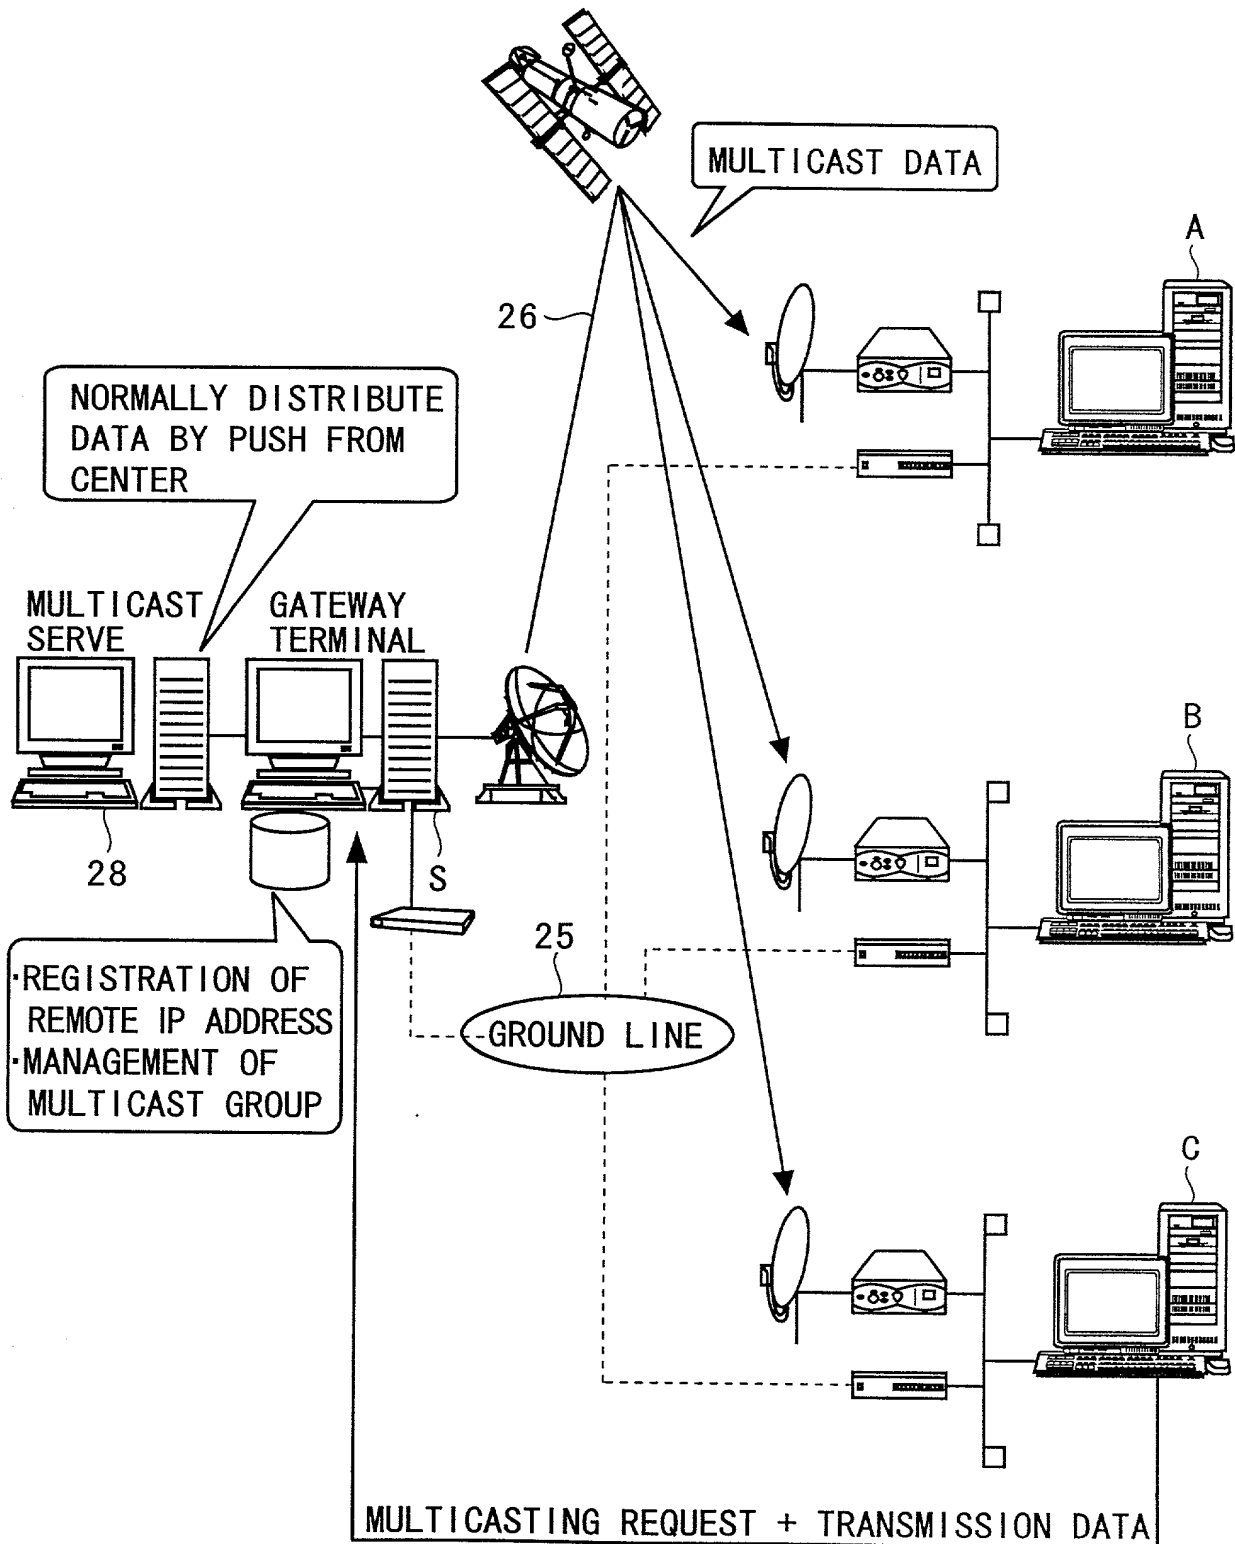 MULTICAST DATA
A
26
NORMALLY DISTRIBUTE
DATA BY PUSH FROM
CENTER
MULTICAST
SERVE
GATEWAY
TERMINAL
B
28
S
25
·REGISTRATION OF
REMOTE IP ADDRESS
·MANAGEMENT OF
MULTICAST GROUP
GROUND LINE
C
MULTICASTING REQUEST + TRANSMISSION DATA